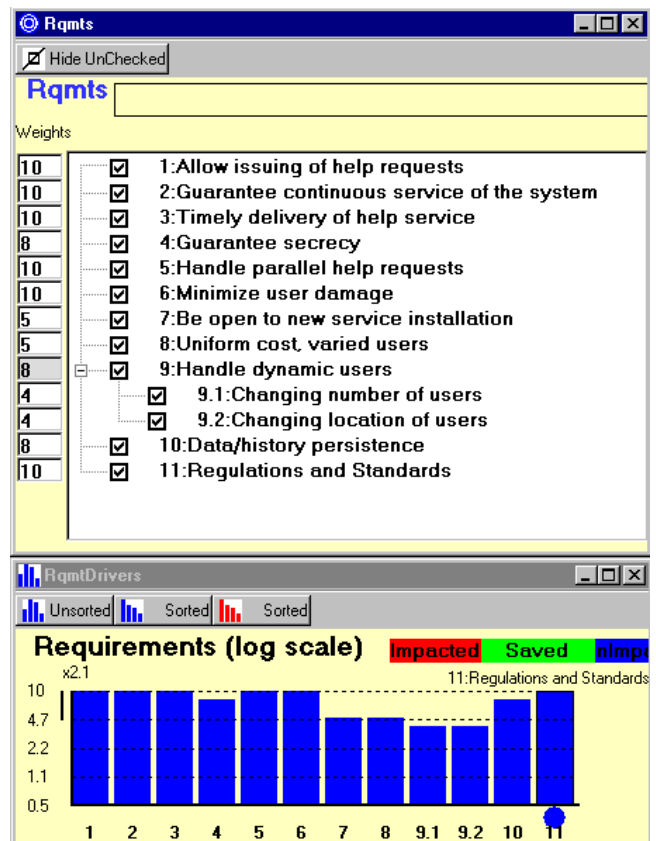 Rqmts
Hide UnChecked
Rqmts
Weights
10 1:Allow issuing of help requests
10 2:Guarantee continuous service of the system
10 3:Timely delivery of help service
8 4:Guarantee secrecy
10 5:Handle parallel help requests
10 6:Minimize user damage
5 7:Be open to new service installation
5 8:Uniform cost, varied users
8 9:Handle dynamic users
4 9.1:Changing number of users
4 9.2:Changing location of users
8 10:Data/history persistence
10 11:Regulations and Standards
RqmtDrivers
Unsorted Sorted Sorted
Requirements (log scale) Impacted Saved nImpa
x2.1 11:Regulations and Standards
10
4.7
2.2
1.1
0.5
1 2 3 4 5 6 7 8 9.1 9.2 10 11